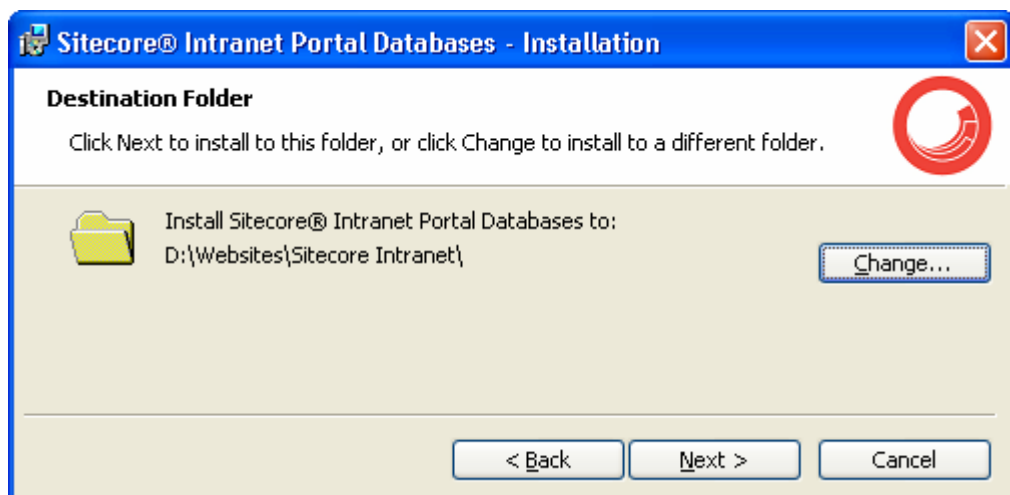 Sitecore® Intranet Portal Databases - Installation
Destination Folder
Click Next to install to this folder, or click Change to install to a different folder.
Install Sitecore® Intranet Portal Databases to:
D:\Websites\Sitecore Intranet\
Change...
< Back
Next >
Cancel